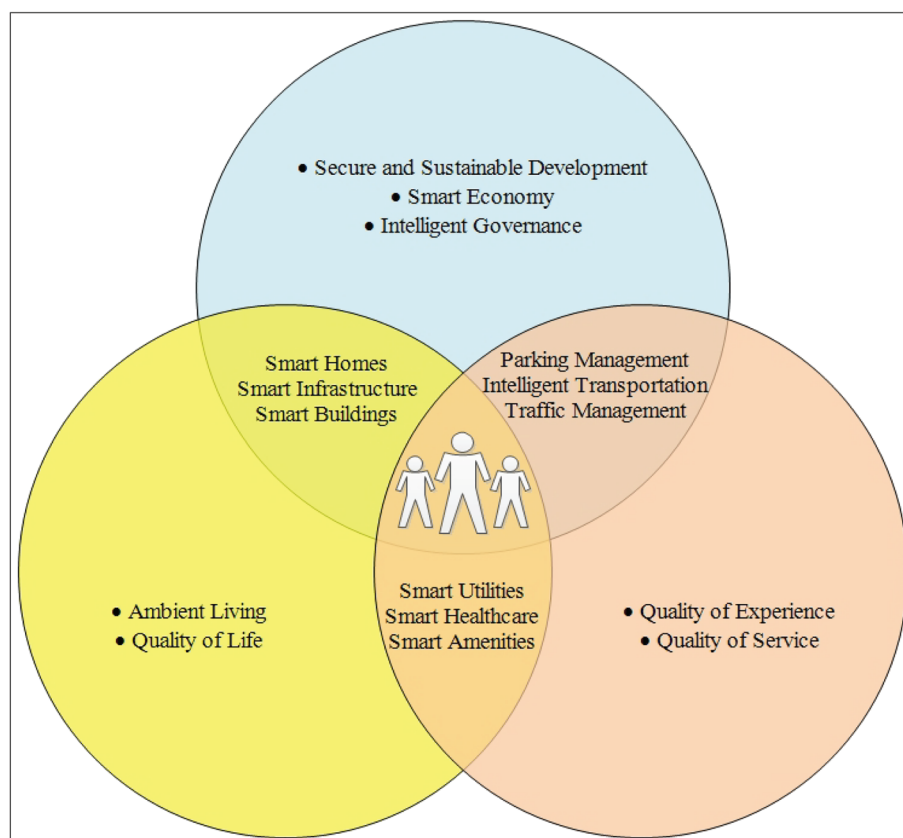 • Secure and Sustainable Development
• Smart Economy
• Intelligent Governance
Smart Homes
Smart Infrastructure
Smart Buildings
Parking Management
Intelligent Transportation
Traffic Management
• Ambient Living
• Quality of Life
Smart Utilities
Smart Healthcare
Smart Amenities
• Quality of Experience
• Quality of Service